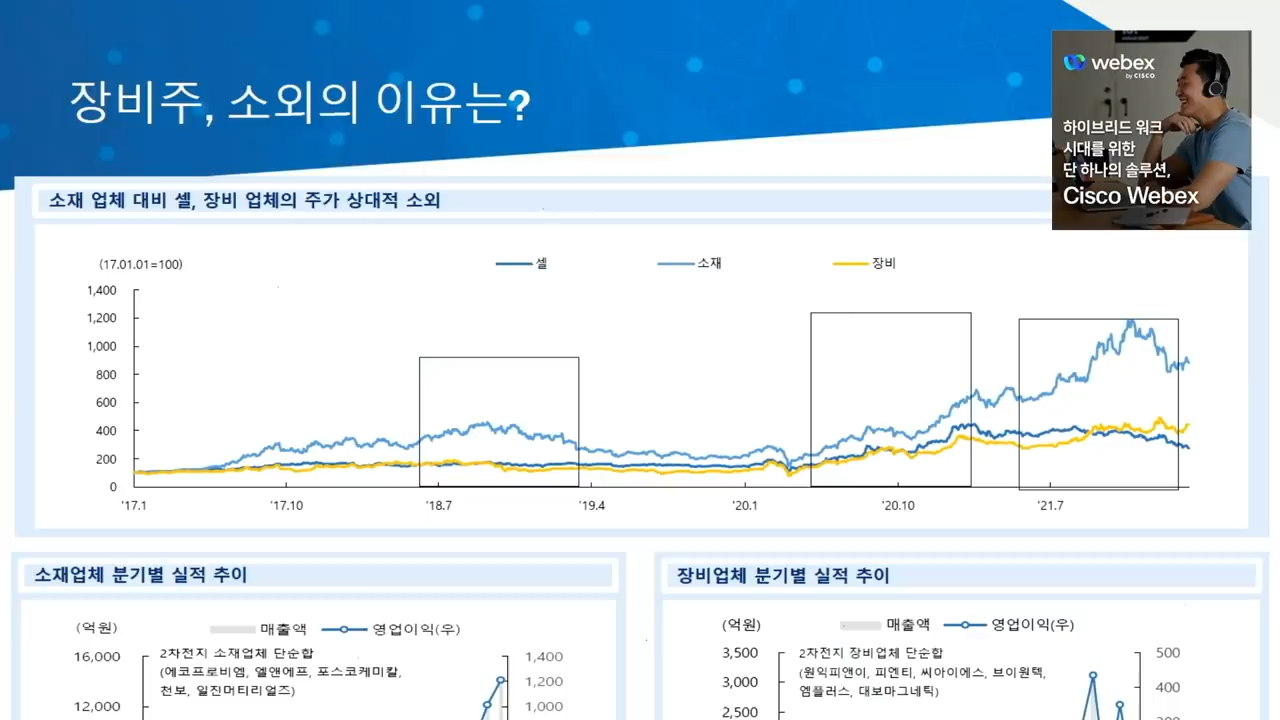 장비주, 소외의 이유는?
webex
by CISCO
하이브리드 워크
시대를 위한
단 하나의 솔루션,
Cisco Webex
소재 업체 대비 셀, 장비 업체의 주가 상대적 소외
(17.01.01=100)
셀 소재 장비
1,400
1,200
1,000
800
600
400
200
0
'17.1 '17.10 '18.7 '19.4 '20.1 '20.10 '21.7
소재업체 분기별 실적 추이
(억원)
매출액 영업이익(우)
2차전지 소재업체 단순합
(에코프로비엠, 엘앤에프, 포스코케미칼,
천보, 일진머티리얼즈)
16,000
12,000
1,400
1,200
1,000
장비업체 분기별 실적 추이
(억원)
매출액 영업이익(우)
2차전지 장비업체 단순합
(원익피앤이, 피엔티, 씨아이에스, 브이원텍,
엠플러스, 대보마그네틱)
3,500
3,000
2,500
500
400